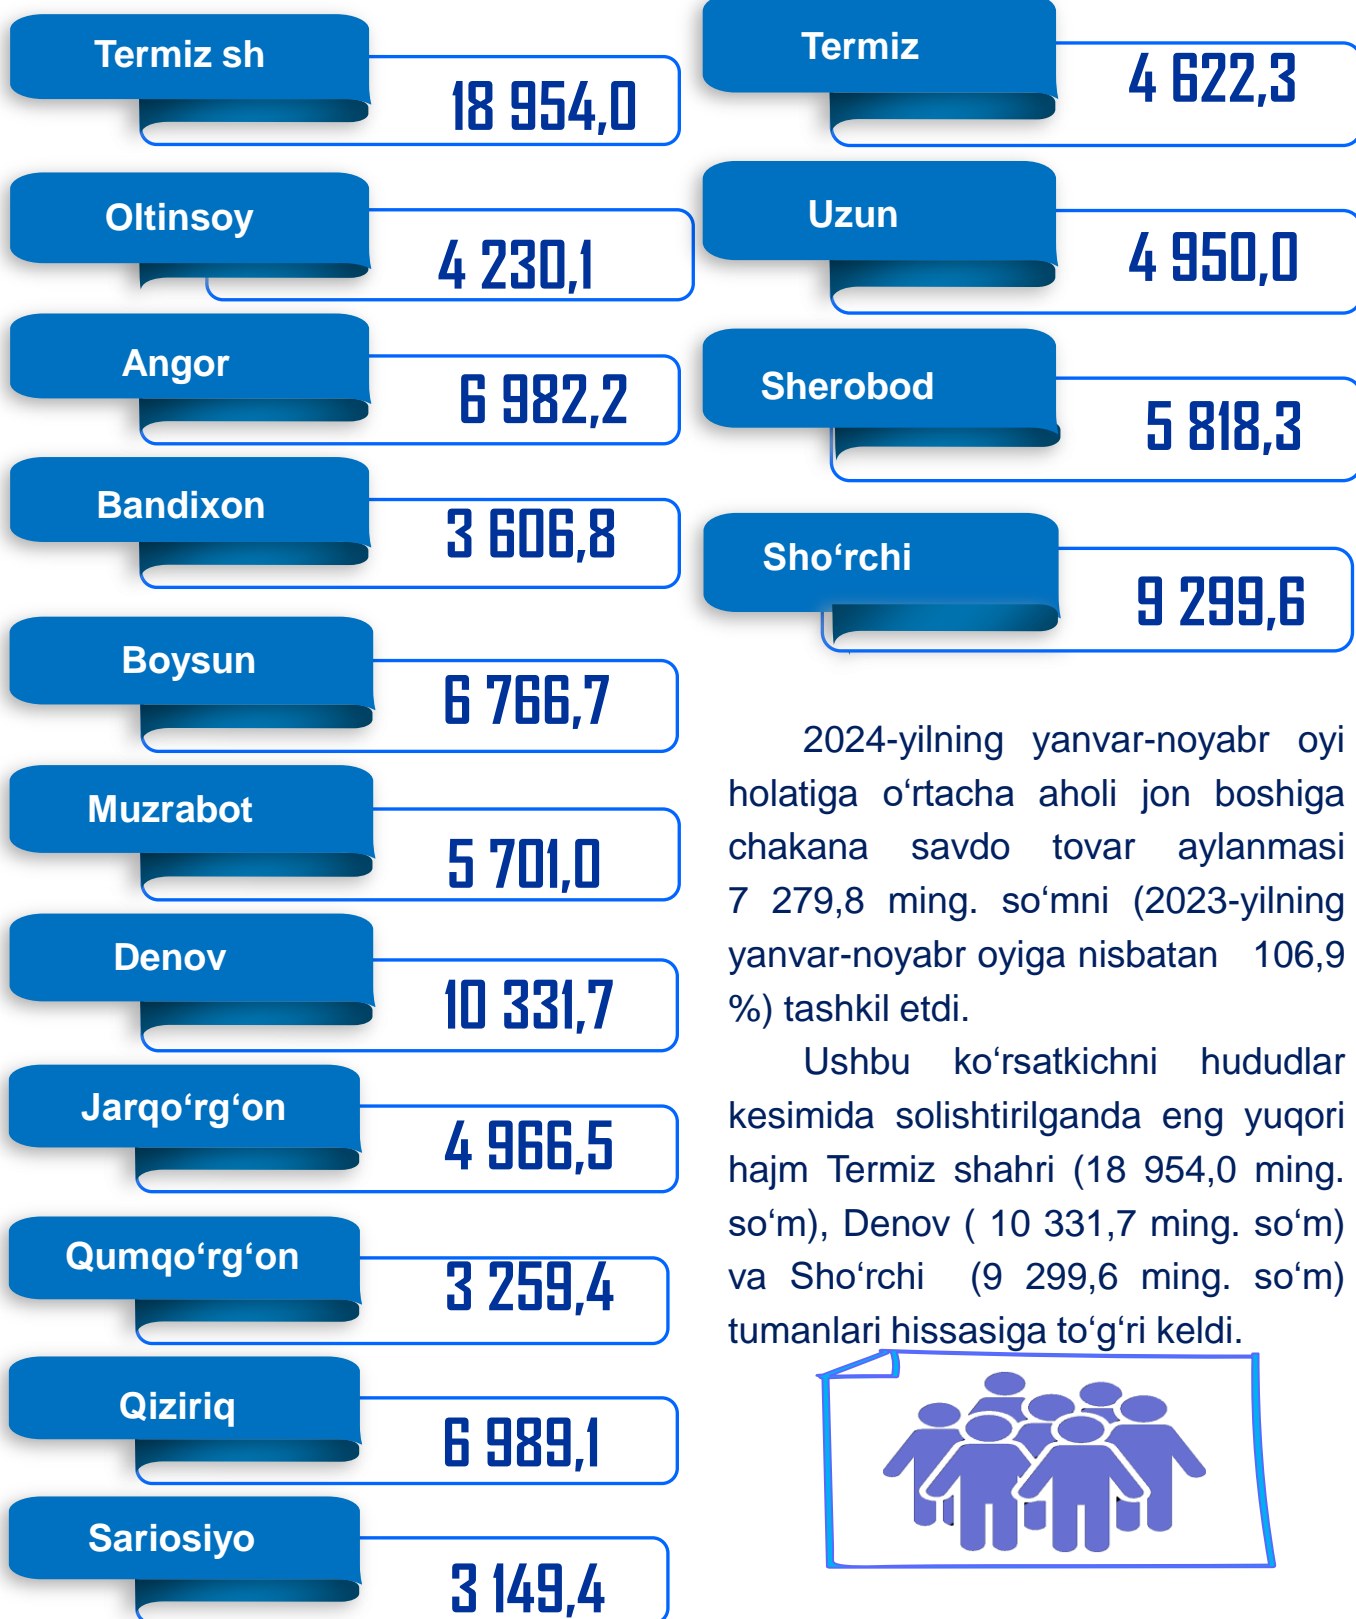 Termiz sh
18 954,0
Oltinsoy
4 230,1
Angor
6 982,2
Bandixon
3 606,8
Boysun
6 766,7
Muzrabot
5 701,0
Denov
10 331,7
Jarqo‘rg‘on
4 966,5
Qumqo‘rg‘on
3 259,4
Qiziriq
6 989,1
Sariosiyo
3 149,4
Termiz
4 622,3
Uzun
4 950,0
Sherobod
5 818,3
Sho‘rchi
9 299,6
2024-yilning yanvar-noyabr oyi
holatiga o‘rtacha aholi jon boshiga
chakana savdo tovar aylanmasi
7 279,8 ming. so‘mni (2023-yilning
yanvar-noyabr oyiga nisbatan 106,9
%) tashkil etdi.
Ushbu ko‘rsatkichni hududlar
kesimida solishtirilganda eng yuqori
hajm Termiz shahri (18 954,0 ming.
so‘m), Denov ( 10 331,7 ming. so‘m)
va Sho‘rchi (9 299,6 ming. so‘m)
tumanlari hissasiga to‘g‘ri keldi.